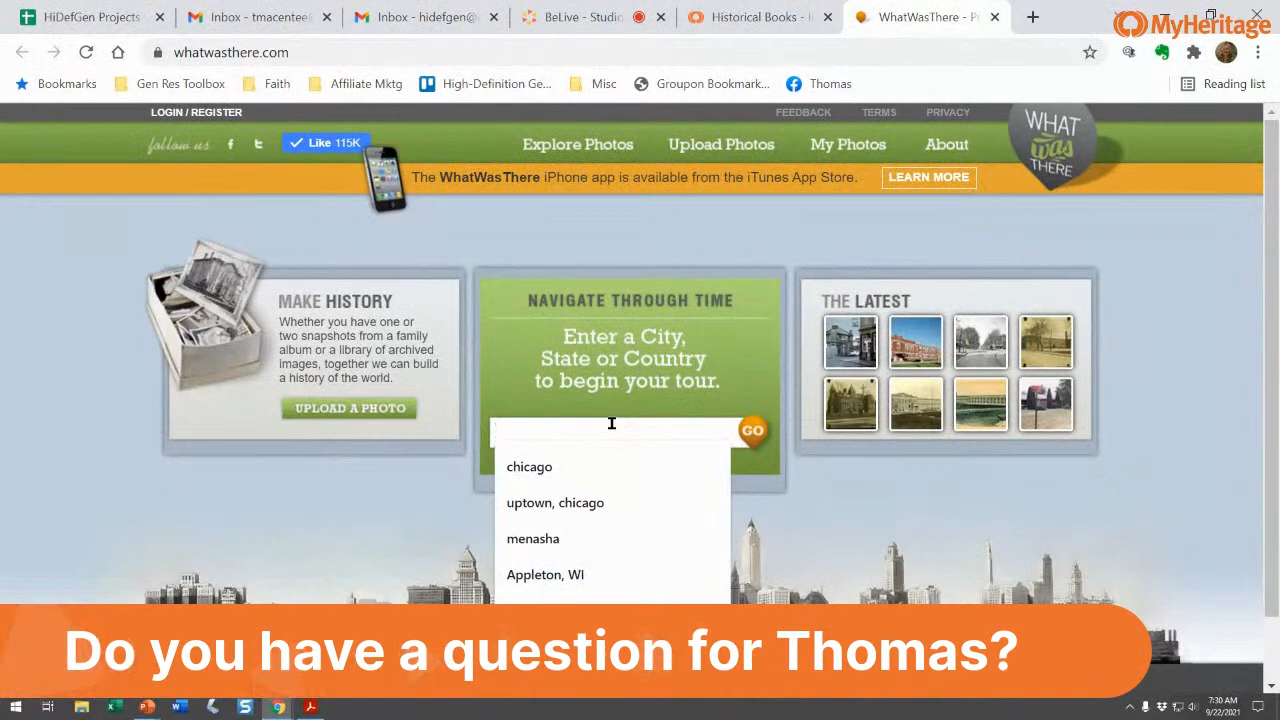 HiDefGen Projects
Inbox - tmacentee
Inbox - hidefgen@
BeLive - Studio
Historical Books - I
WhatWasThere - P
MyHeritage
whatwasthere.com
Bookmarks
Gen Res Toolbox
Faith
Affiliate Mktg
High-Definition Ge...
Misc
Groupon Bookmark...
Thomas
Reading list
LOGIN / REGISTER
FEEDBACK
TERMS
PRIVACY
follow us
Like 115K
Explore Photos
Upload Photos
My Photos
About
WHAT
was
THERE
The WhatWasThere iPhone app is available from the iTunes App Store.
LEARN MORE
MAKE HISTORY
Whether you have one or
two snapshots from a family
album or a library of archived
images, together we can build
a history of the world.
UPLOAD A PHOTO
NAVIGATE THROUGH TIME
Enter a City,
State or Country
to begin your tour.
GO
chicago
uptown, chicago
menasha
Appleton, WI
THE LATEST
Do you have a question for Thomas?
7:30 AM
9/22/2021